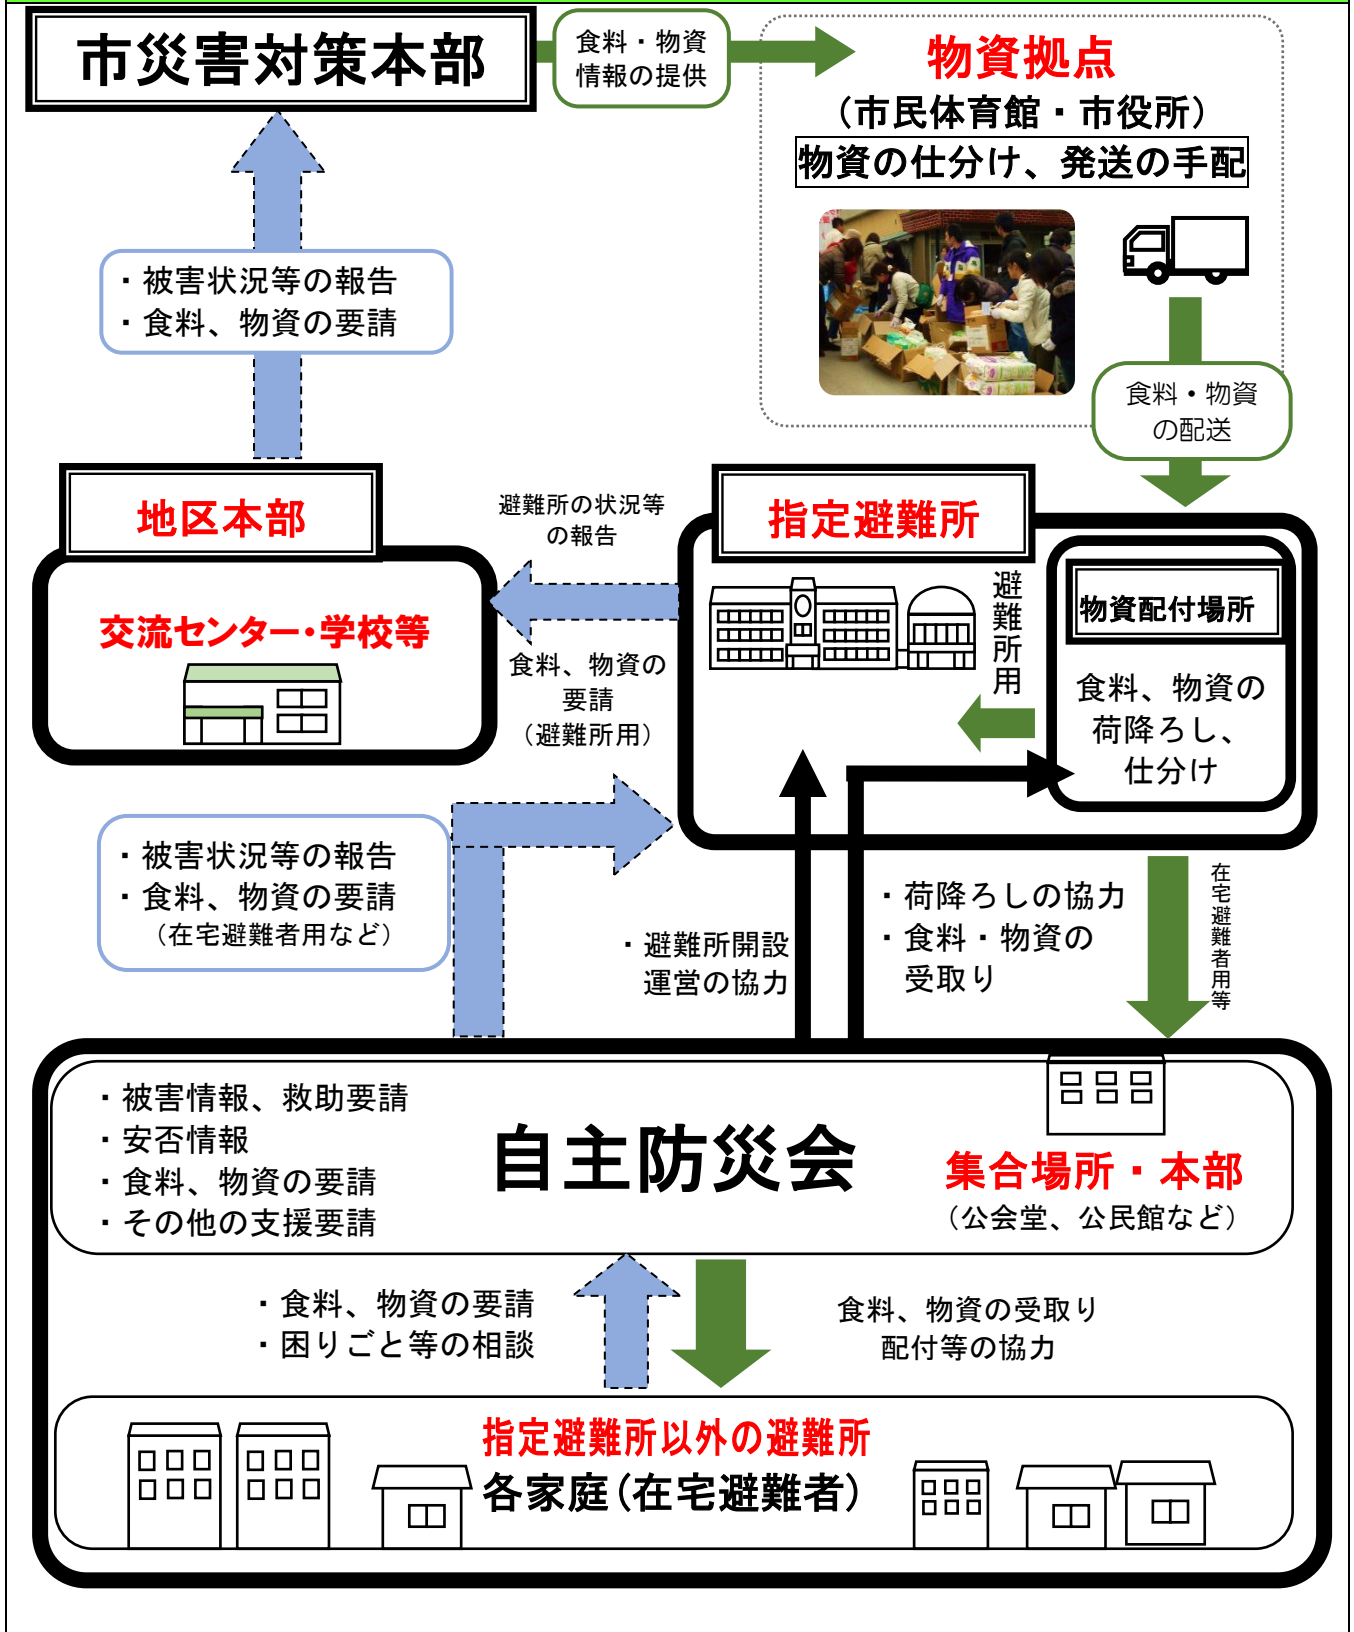 市災害対策本部
食料・物資
情報の提供
物資拠点
（市民体育館・市役所）
物資の仕分け、発送の手配
・被害状況等の報告
・食料、物資の要請
食料・物資
の配送
地区本部
交流センター・学校等
避難所の状況等
の報告
食料、物資の
要請
（避難所用）
指定避難所
避難所用
物資配付場所
食料、物資の
荷降ろし、
仕分け
・被害状況等の報告
・食料、物資の要請
（在宅避難者用など）
・避難所開設
運営の協力
・荷降ろしの協力
・食料・物資の
受取り
在宅避難者用等
・被害情報、救助要請
・安否情報
・食料、物資の要請
・その他の支援要請
自主防災会
集合場所・本部
（公会堂、公民館など）
・食料、物資の要請
・困りごと等の相談
食料、物資の受取り
配付等の協力
指定避難所以外の避難所
各家庭（在宅避難者）